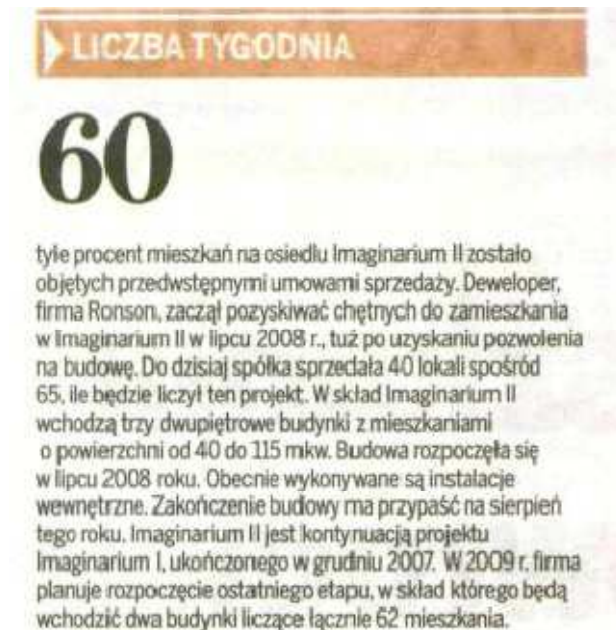 LICZBA TYGODNIA
60
tyle procent mieszkań na osiedlu Imaginarium II zostało
objętych przedwstępnymi umowami sprzedaży. Deweloper,
firma Ronson, zaczął pozyskiwać chętnych do zamieszkania
w Imaginarium II w lipcu 2008 r., tuż po uzyskaniu pozwolenia
na budowę. Do dzisiaj spółka sprzedała 40 lokali spośród
65, ile będzie liczył ten projekt. W skład Imaginarium II
wchodzą trzy dwupiętrowe budynki z mieszkaniami
o powierzchni od 40 do 115 mkw. Budowa rozpoczęła się
w lipcu 2008 roku. Obecnie wykonywane są instalacje
wewnętrzne. Zakończenie budowy ma przypaść na sierpień
tego roku. Imaginarium II jest kontynuacją projektu
Imaginarium I, ukończonego w grudniu 2007. W 2009 r. firma
planuje rozpoczęcie ostatniego etapu, w skład którego będą
wchodzić dwa budynki liczące łącznie 62 mieszkania.